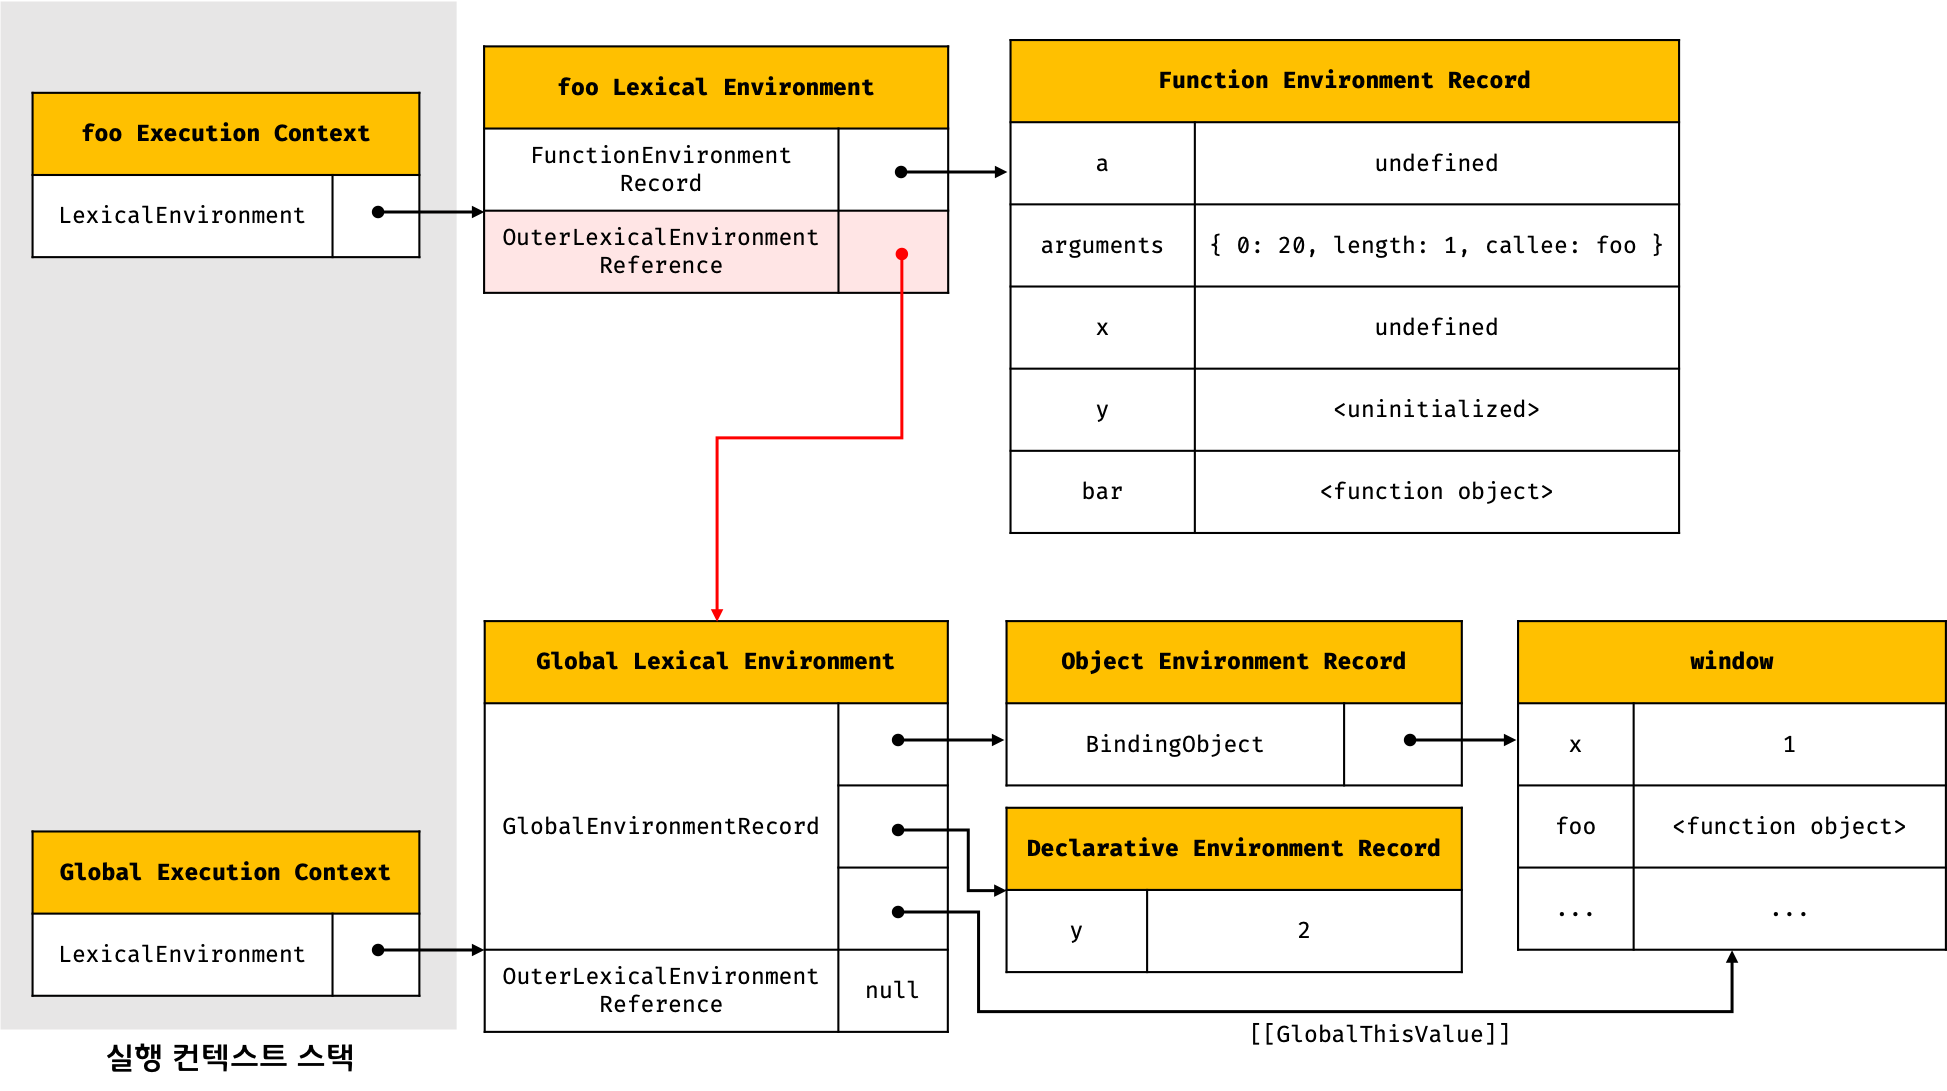 foo Execution Context
LexicalEnvironment
foo Lexical Environment
FunctionEnvironment
Record
OuterLexicalEnvironment
Reference
Function Environment Record
a undefined
arguments { 0: 20, length: 1, callee: foo }
x undefined
y <uninitialized>
bar <function object>
Global Execution Context
LexicalEnvironment
Global Lexical Environment
GlobalEnvironmentRecord
OuterLexicalEnvironment
Reference
null
Object Environment Record
BindingObject
Declarative Environment Record
y 2
window
x 1
foo <function object>
... ...
[[GlobalThisValue]]
실행 컨텍스트 스택